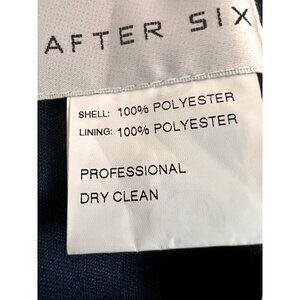 AFTER SIX
SHELL: 100% POLYESTER
LINING: 100% POLYESTER
PROFESSIONAL
DRY CLEAN